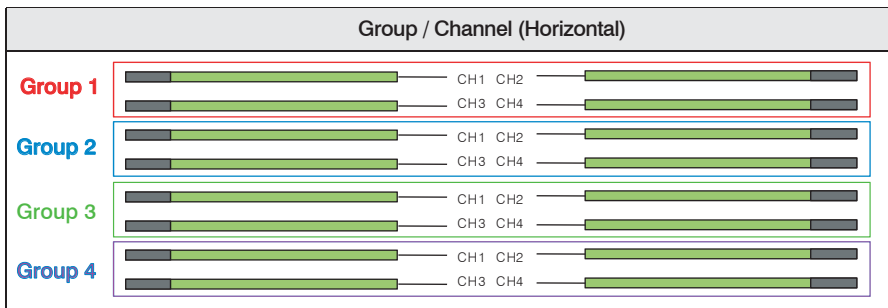 Group / Channel (Horizontal)
Group 1
CH1 CH2
CH3 CH4
Group 2
CH1 CH2
CH3 CH4
Group 3
CH1 CH2
CH3 CH4
Group 4
CH1 CH2
CH3 CH4